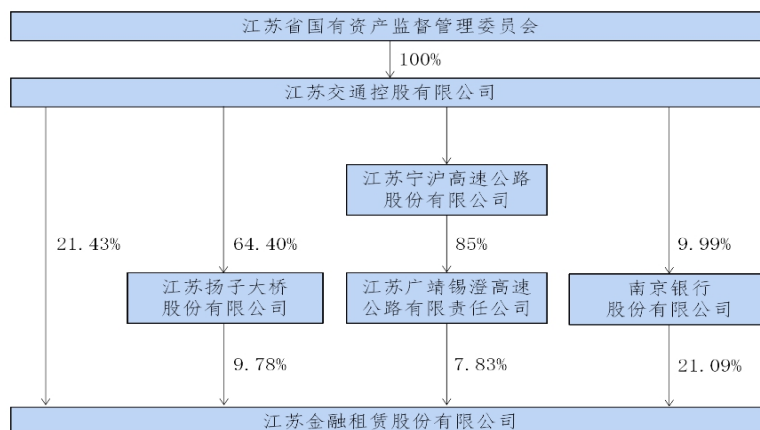 江苏省国有资产监督管理委员会
100%
江苏交通控股有限公司
江苏宁沪高速公路
股份有限公司
21.43%
64.40%
85%
9.99%
江苏扬子大桥
股份有限公司
江苏广靖锡澄高速
公路有限责任公司
南京银行
股份有限公司
9.78%
7.83%
21.09%
江苏金融租赁股份有限公司